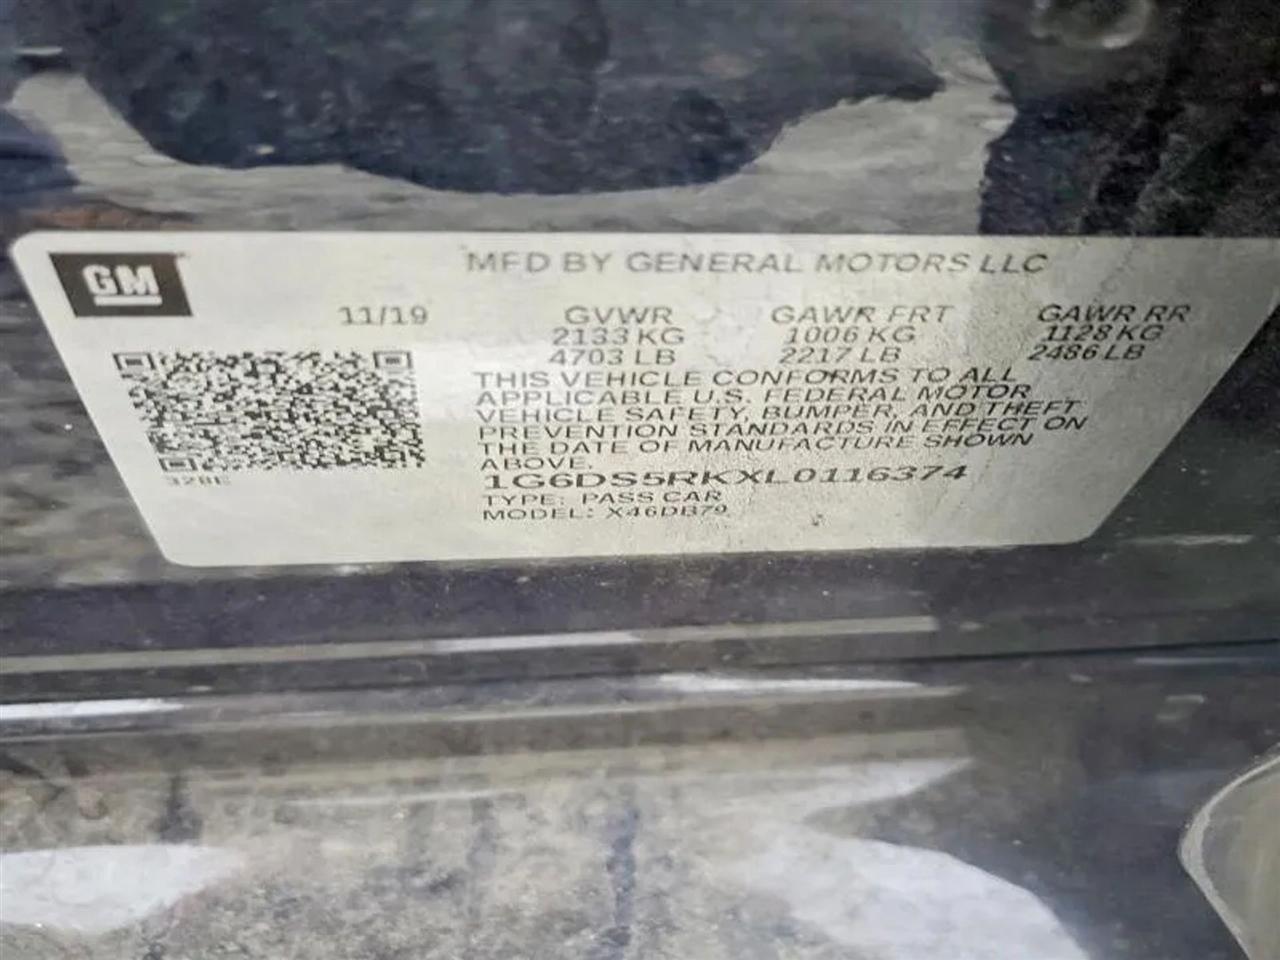 GM
MFD BY GENERAL MOTORS LLC
11/19 GVWR GAWR FRT GAWR RR
2133 KG 1006 KG 1128 KG
4703 LB 2217 LB 2486 LB
THIS VEHICLE CONFORMS TO ALL
APPLICABLE U.S. FEDERAL MOTOR
VEHICLE SAFETY, BUMPER, AND THEFT
PREVENTION STANDARDS IN EFFECT ON
THE DATE OF MANUFACTURE SHOWN
ABOVE.
1G6DS5RKXL0116374
TYPE: PASS CAR
MODEL: X46DB79
328E